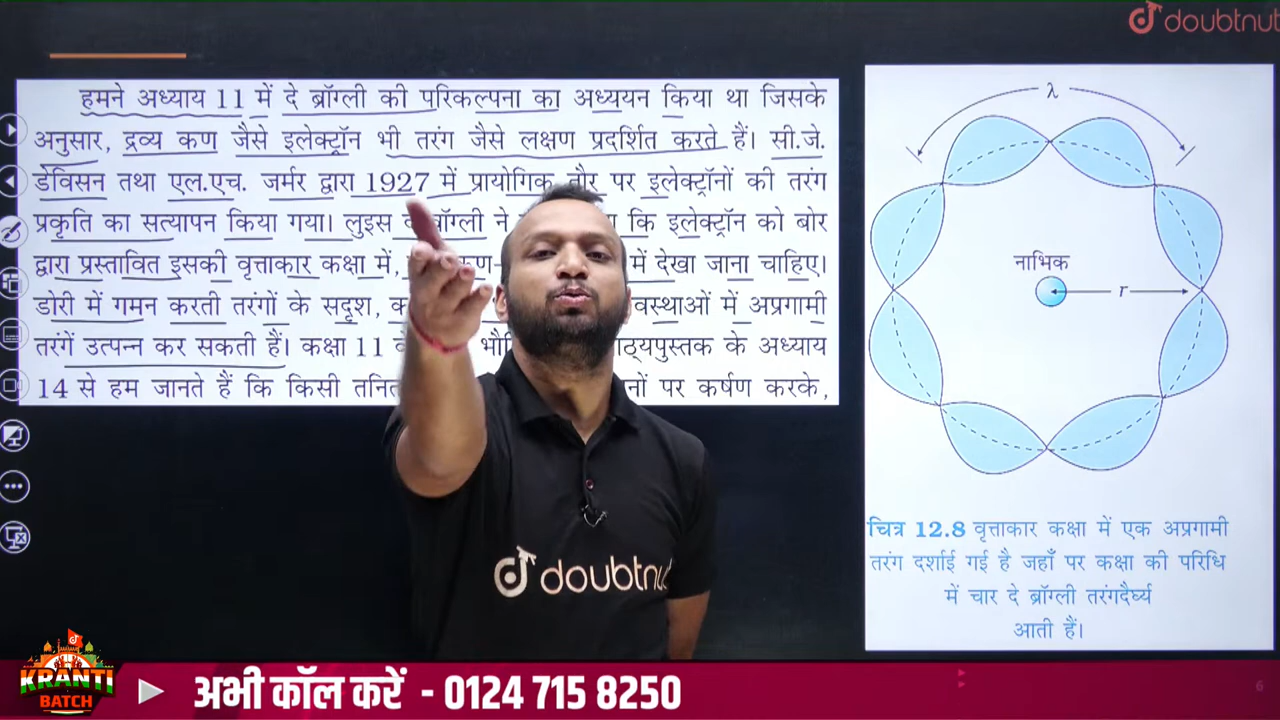 doubtnut
हमने अध्याय 11 में दे ब्रॉग्ली की परिकल्पना का अध्ययन किया था जिसके
अनुसार, द्रव्य कण जैसे इलेक्ट्रॉन भी तरंग जैसे लक्षण प्रदर्शित करते हैं। सी.जे.
डेविसन तथा एल.एच. जर्मर द्वारा 1927 में प्रायोगिक तौर पर इलेक्ट्रॉनों की तरंग
प्रकृति का सत्यापन किया गया। लुइस ब्रॉग्ली ने कि इलेक्ट्रॉन को बोर
द्वारा प्रस्तावित इसकी वृत्ताकार कक्षा में, में देखा जाना चाहिए।
डोरी में गमन करती तरंगों के सदृश, में अप्रगामी
तरंगें उत्पन्न कर सकती हैं। कक्षा 11 के अध्याय
14 से हम जानते हैं कि किसी पर कर्षण करके,
λ
नाभिक
r
चित्र 12.8 वृत्ताकार कक्षा में एक अप्रगामी
तरंग दर्शाई गई है जहाँ पर कक्षा की परिधि
में चार दे ब्रॉग्ली तरंगदैर्घ्य
आती हैं।
doubtnut
KRANTI
BATCH
अभी कॉल करें - 0124 715 8250
6